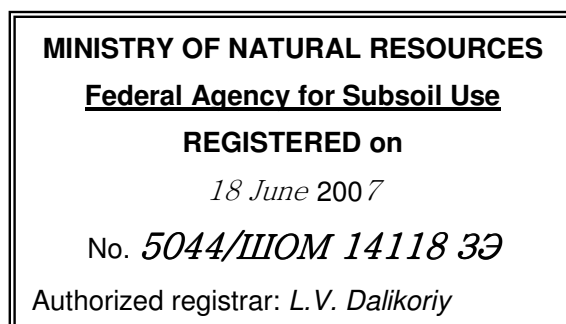 MINISTRY OF NATURAL RESOURCES
Federal Agency for Subsoil Use
REGISTERED on
18 June 2007
No. 5044/ШОМ 14118 ЗЭ
Authorized registrar: L.V. Dalikoriy